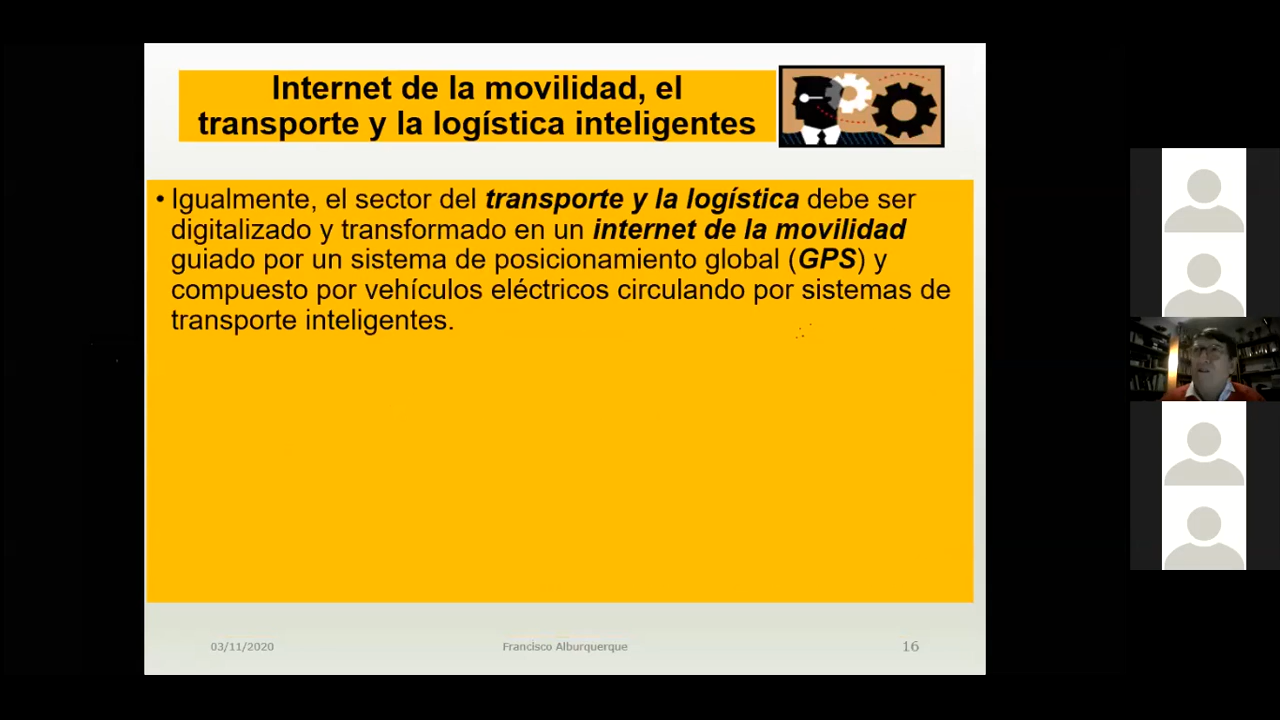 Internet de la movilidad, el
transporte y la logística inteligentes
• Igualmente, el sector del transporte y la logística debe ser
digitalizado y transformado en un internet de la movilidad
guiado por un sistema de posicionamiento global (GPS) y
compuesto por vehículos eléctricos circulando por sistemas de
transporte inteligentes.
03/11/2020
Francisco Alburquerque
16